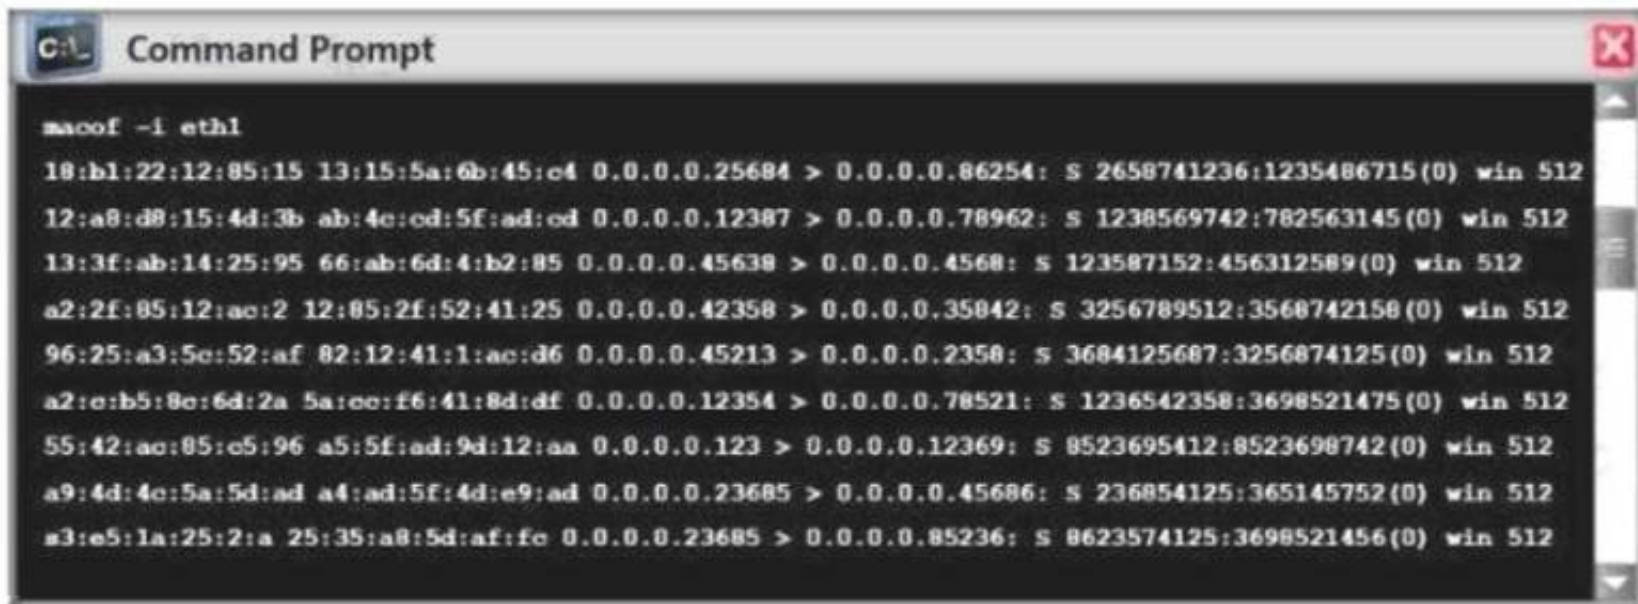 C:\_ Command Prompt
macof -i eth1
18:b1:22:12:85:15 13:15:5a:6b:45:c4 0.0.0.0.25684 > 0.0.0.0.86254: S 2658741236:1235486715(0) win 512
12:a8:d8:15:4d:3b ab:4c:cd:5f:ad:cd 0.0.0.0.12387 > 0.0.0.0.78962: S 1238569742:782563145(0) win 512
13:3f:ab:14:25:95 66:ab:6d:4:b2:85 0.0.0.0.45638 > 0.0.0.0.4568: S 123587152:456312589(0) win 512
a2:2f:85:12:ac:2 12:85:2f:52:41:25 0.0.0.0.42358 > 0.0.0.0.35842: S 3256789512:3568742158(0) win 512
96:25:a3:5c:52:af 82:12:41:1:ac:d6 0.0.0.0.45213 > 0.0.0.0.2358: S 3684125687:3256874125(0) win 512
a2:c:b5:8c:6d:2a 5a:cc:f6:41:8d:df 0.0.0.0.12354 > 0.0.0.0.78521: S 1236542358:3698521475(0) win 512
55:42:ac:85:c5:96 a5:5f:ad:9d:12:aa 0.0.0.0.123 > 0.0.0.0.12369: S 8523695412:8523698742(0) win 512
a9:4d:4c:5a:5d:ad a4:ad:5f:4d:e9:ad 0.0.0.0.23685 > 0.0.0.0.45686: S 236854125:365145752(0) win 512
s3:e5:1a:25:2:a 25:35:a8:5d:af:fc 0.0.0.0.23685 > 0.0.0.0.85236: S 8623574125:3698521456(0) win 512